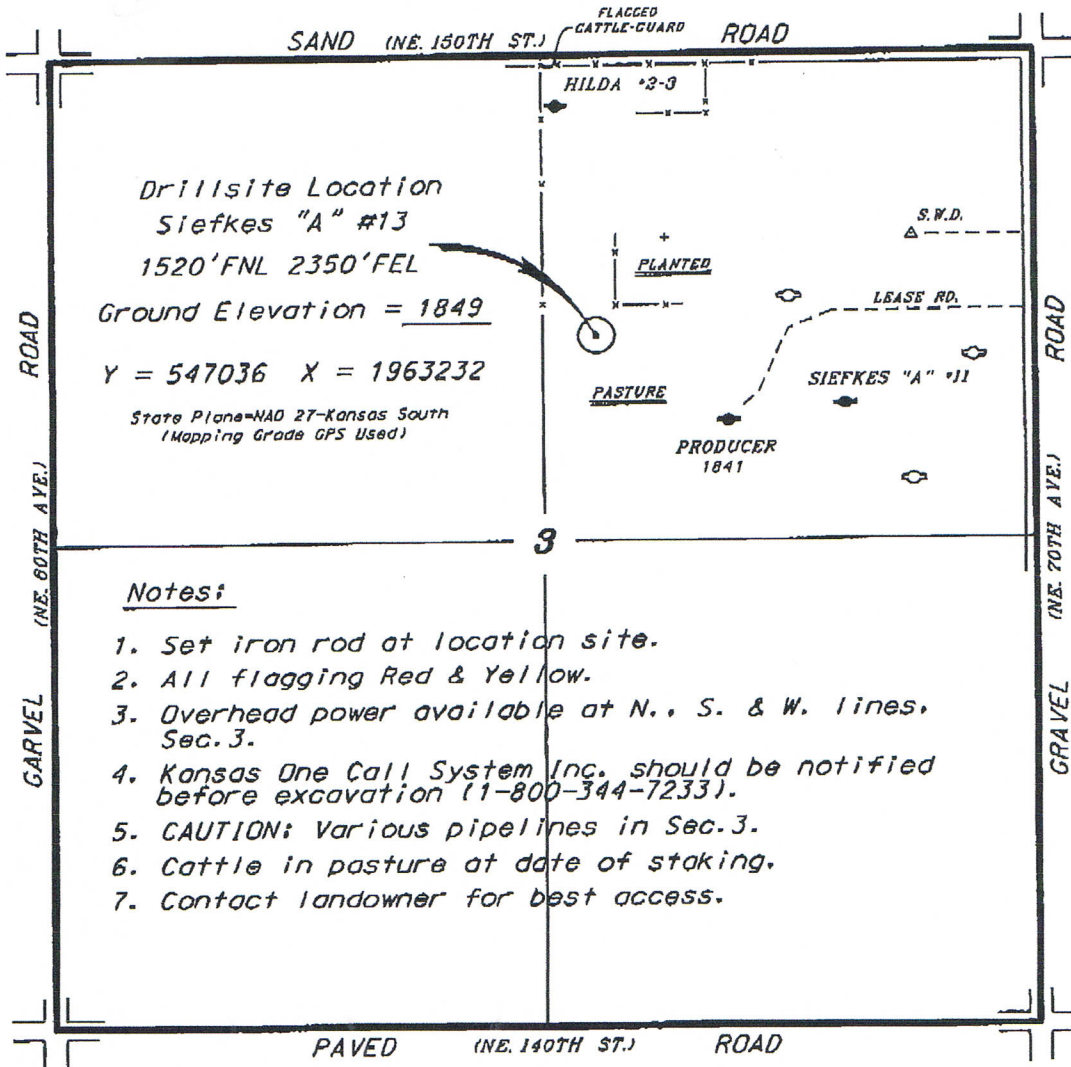 FLAGGED
CATTLE-GUARD
SAND (NE. 150TH ST.) ROAD
HILDA #2-3
Drillsite Location
Siefkes "A" #13
1520'FNL 2350'FEL
Ground Elevation = 1849
Y = 547036 X = 1963232
State Plane=NAD 27-Kansas South
(Mapping Grade GPS Used)
S.W.D.
PLANTED
LEASE RD.
SIEFKES "A" #11
PASTURE
PRODUCER
1841
GARVEL (NE. 80TH AVE.) ROAD
GRAVEL (NE. 70TH AVE.) ROAD
3
Notes:
1. Set iron rod at location site.
2. All flagging Red & Yellow.
3. Overhead power available at N., S. & W. lines,
Sec.3.
4. Kansas One Call System Inc. should be notified
before excavation (1-800-344-7233).
5. CAUTION: Various pipelines in Sec.3.
6. Cattle in pasture at date of staking.
7. Contact landowner for best access.
PAVED (NE. 140TH ST.) ROAD